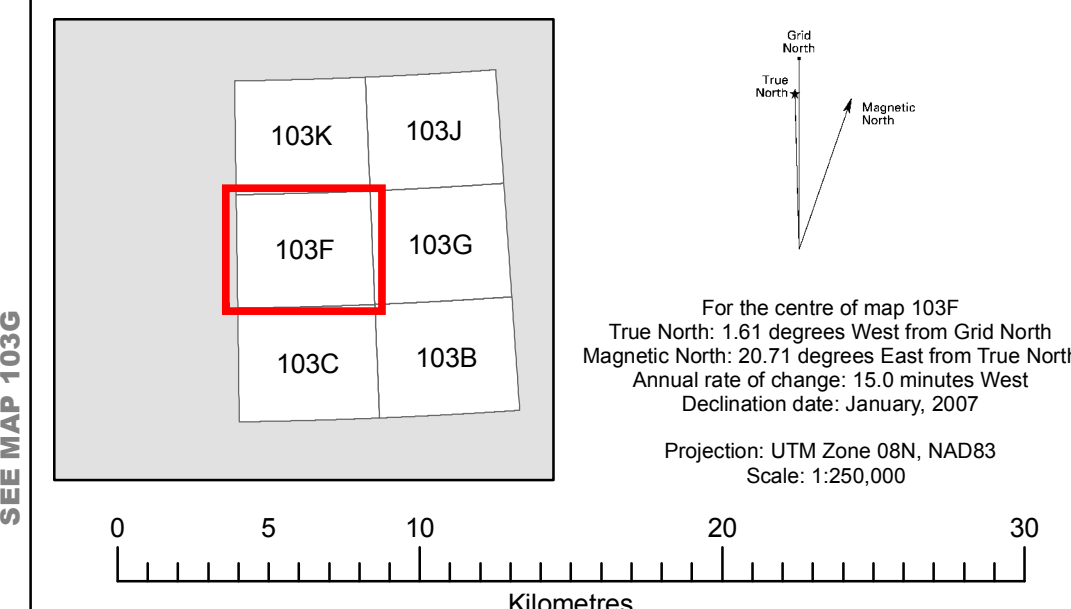 SEE MAP 103G
103K
103J
103F
103G
103C
103B
Grid
North
True
North
Magnetic
North
For the centre of map 103F
True North: 1.61 degrees West from Grid North
Magnetic North: 20.71 degrees East from True North
Annual rate of change: 15.0 minutes West
Declination date: January, 2007
Projection: UTM Zone 08N, NAD83
Scale: 1:250,000
0 5 10 20 30
Kilometres